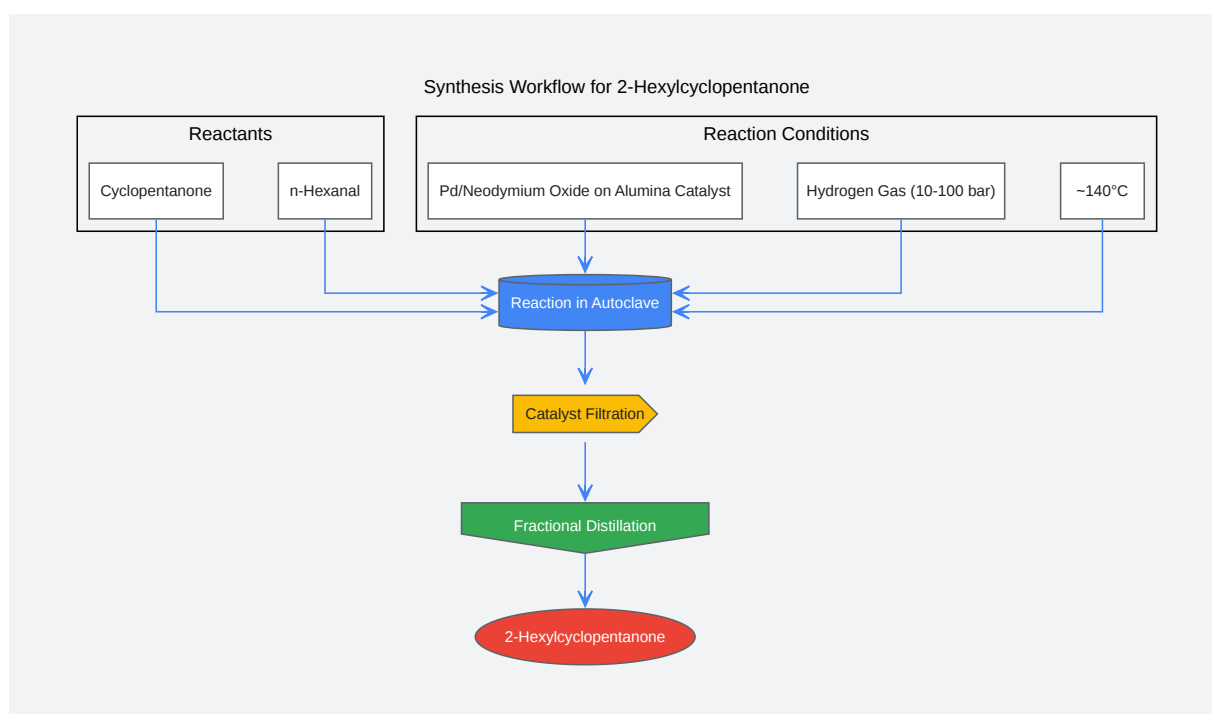 Synthesis Workflow for 2-Hexylcyclopentanone
Reactants
Reaction Conditions
Cyclopentanone
n-Hexanal
Pd/Neodymium Oxide on Alumina Catalyst
Hydrogen Gas (10-100 bar)
~140°C
Reaction in Autoclave
Catalyst Filtration
Fractional Distillation
2-Hexylcyclopentanone